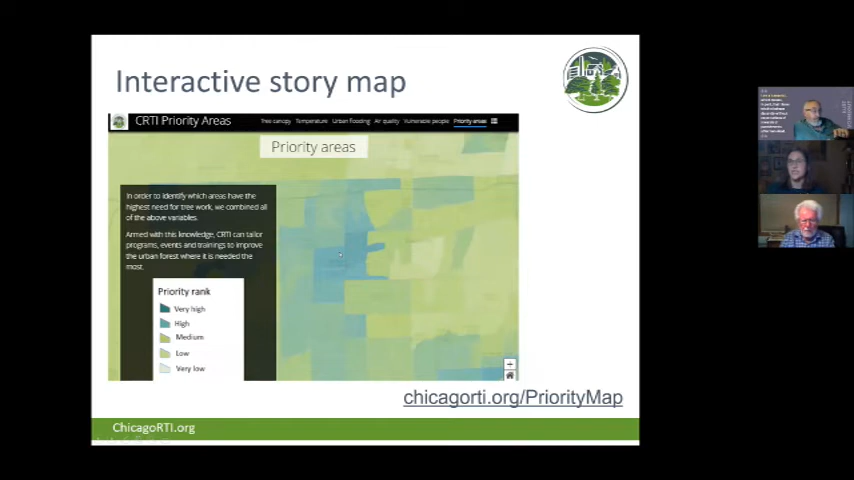 Interactive story map
CRTI Priority Areas
Tree canopy Temperature Urban flooding Air quality Vulnerable people Priority areas
Priority areas
In order to identify which areas have the
highest need for tree work, we combined all
of the above variables.
Armed with this knowledge, CRTI can tailor
programs, events and trainings to improve
the urban forest where it is needed the
most.
Priority rank
Very high
High
Medium
Low
Very low
chicagorti.org/PriorityMap
ChicagoRTI.org